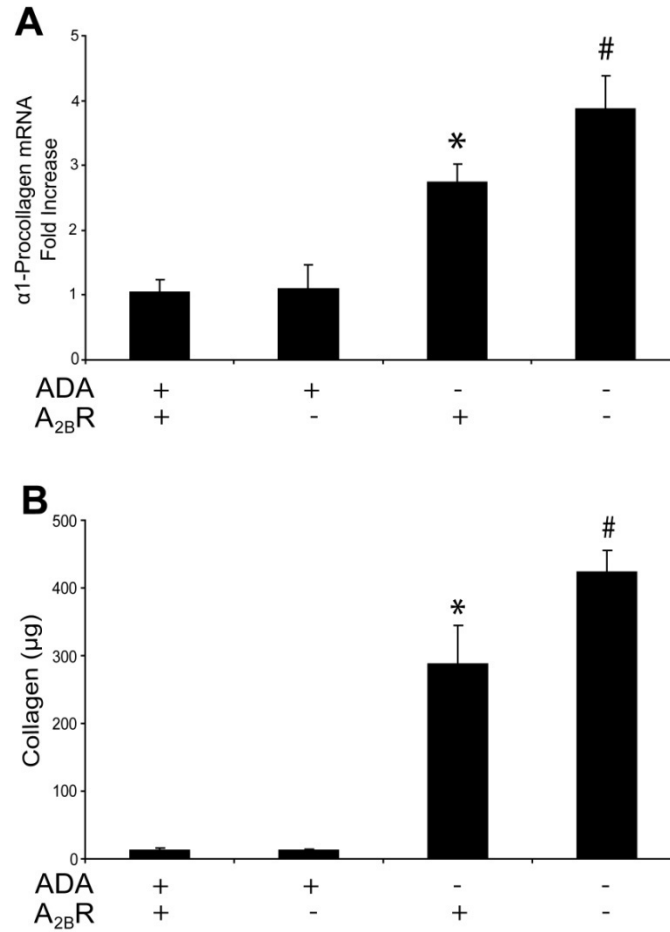 A
α1-Procollagen mRNA
Fold Increase
5
4
3
2
1
0
*
#
ADA + + - -
A₂BR + - + -
B
Collagen (µg)
500
400
300
200
100
0
*
#
ADA + + - -
A₂BR + - + -